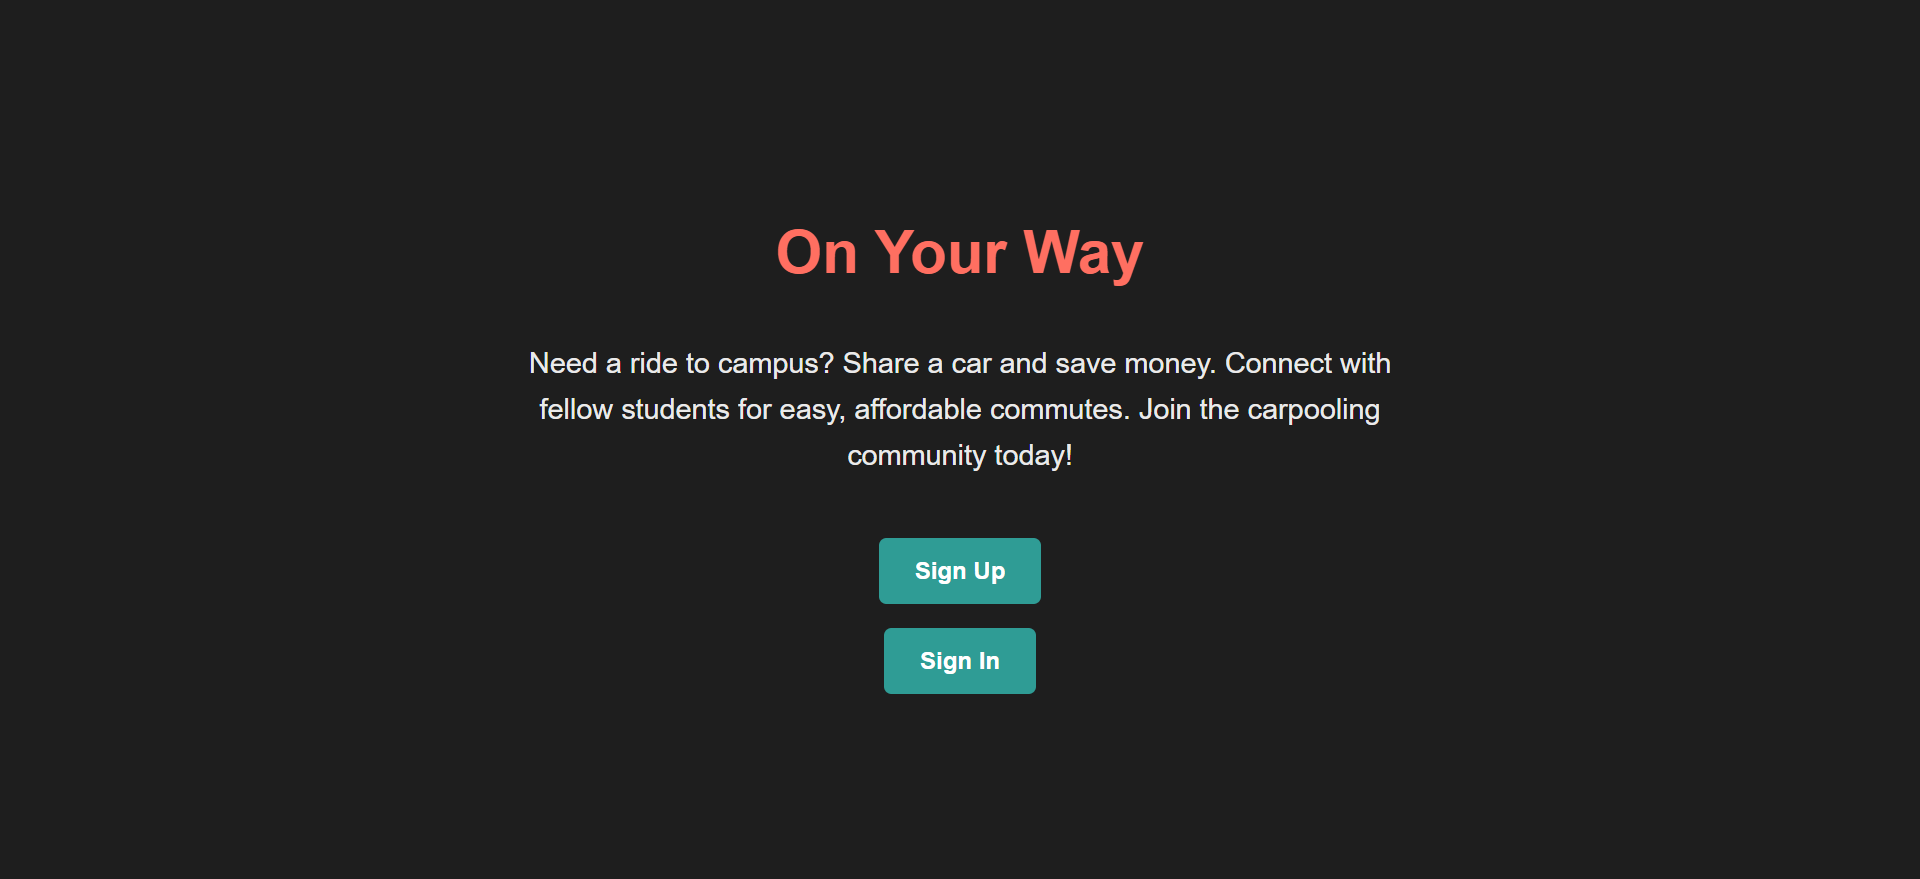 On Your Way
Need a ride to campus? Share a car and save money. Connect with
fellow students for easy, affordable commutes. Join the carpooling
community today!
Sign Up
Sign In